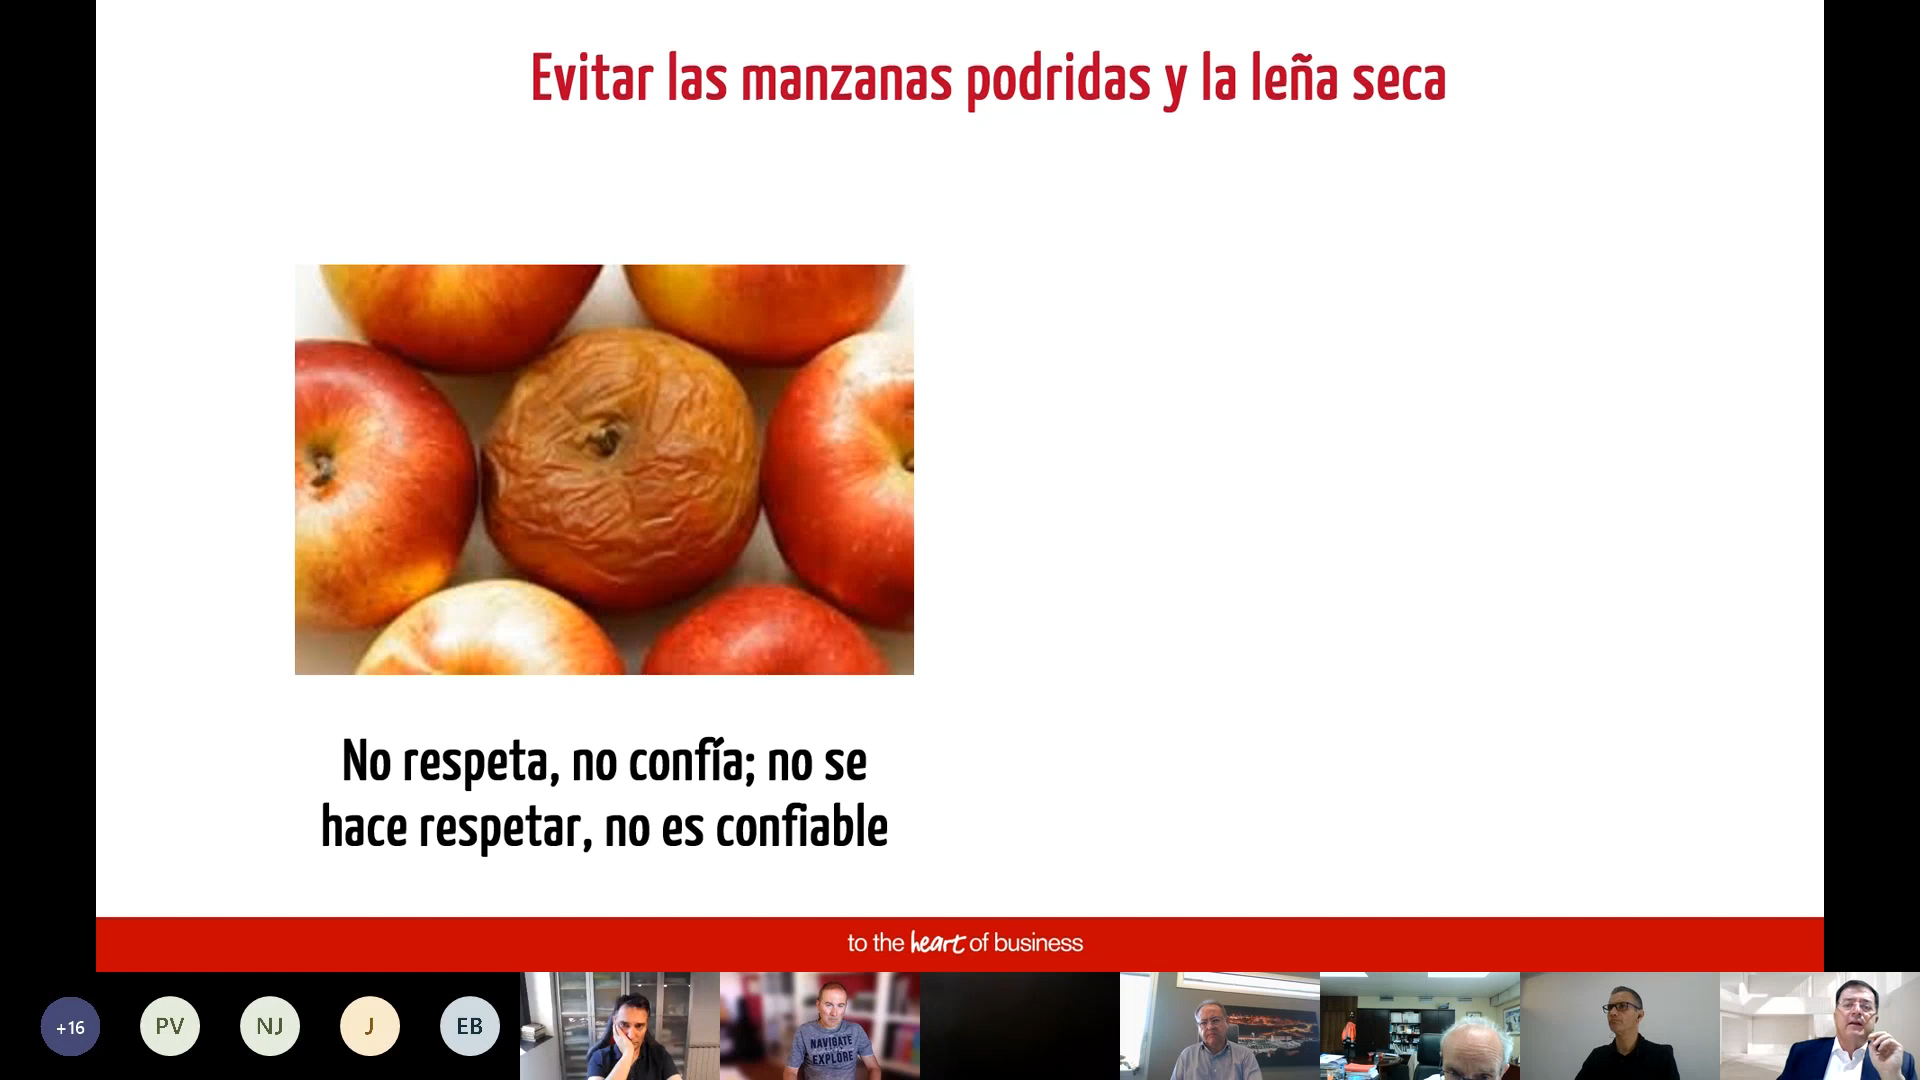 Evitar las manzanas podridas y la leña seca
No respeta, no confía; no se
hace respetar, no es confiable
to the heart of business
+16
PV
NJ
J
EB
NAVIGATE
EXPLORE